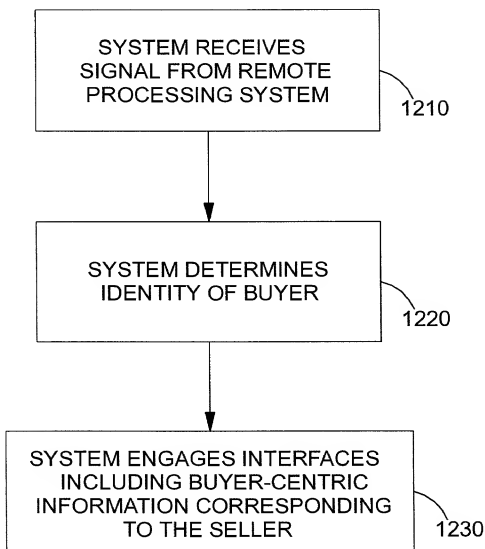 SYSTEM RECEIVES
SIGNAL FROM REMOTE
PROCESSING SYSTEM
1210
SYSTEM DETERMINES
IDENTITY OF BUYER
1220
SYSTEM ENGAGES INTERFACES
INCLUDING BUYER-CENTRIC
INFORMATION CORRESPONDING
TO THE SELLER
1230